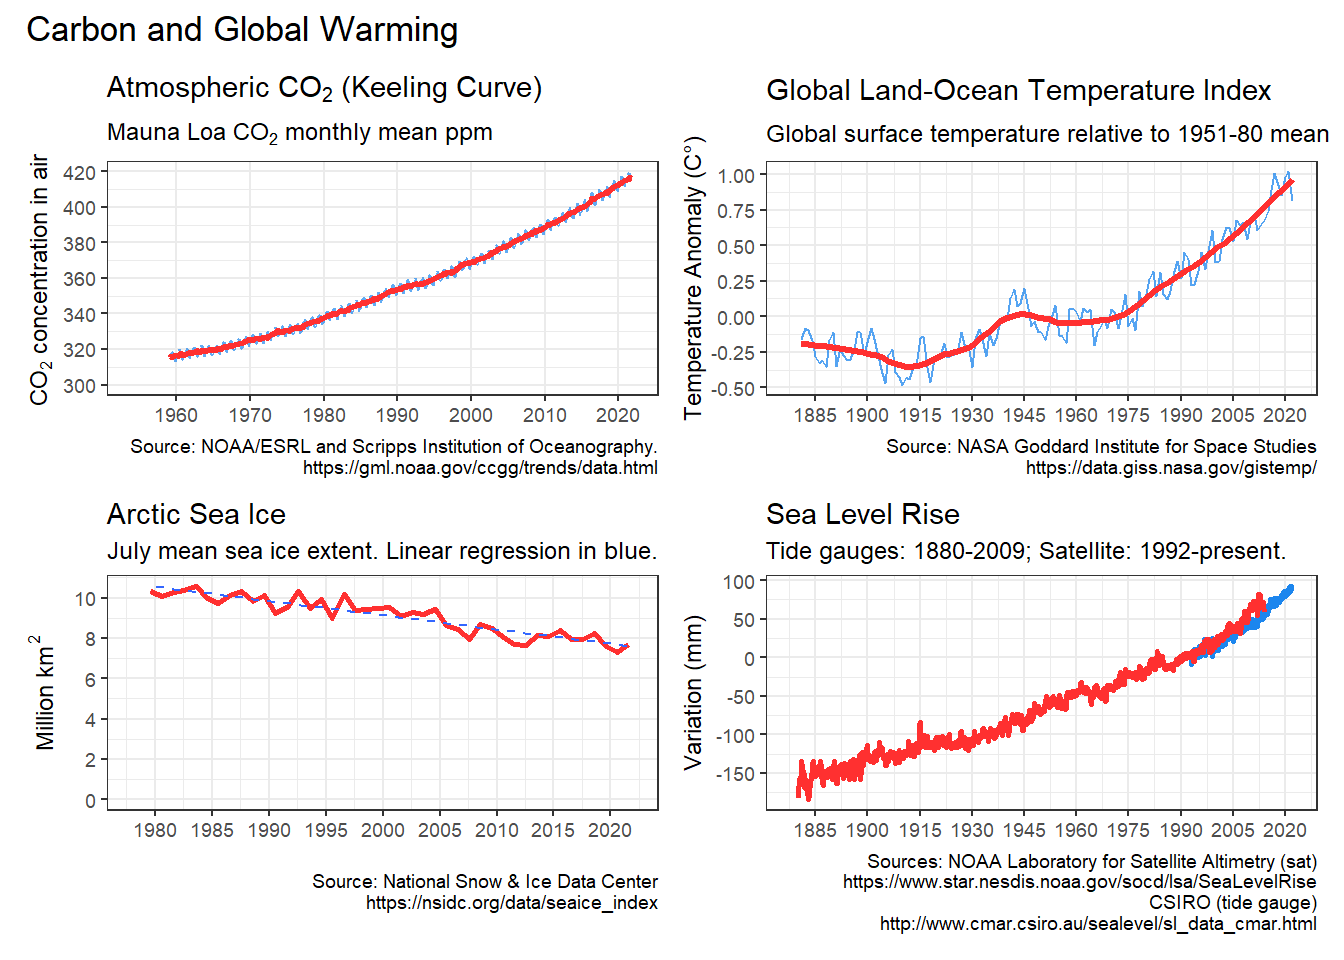 Carbon and Global Warming
Atmospheric CO₂ (Keeling Curve)
Mauna Loa CO₂ monthly mean ppm
CO₂ concentration in air
420
400
380
360
340
320
300
1960 1970 1980 1990 2000 2010 2020
Source: NOAA/ESRL and Scripps Institution of Oceanography.
https://gml.noaa.gov/ccgg/trends/data.html
Global Land-Ocean Temperature Index
Global surface temperature relative to 1951-80 mean
Temperature Anomaly (C°)
1.00
0.75
0.50
0.25
0.00
-0.25
-0.50
1885 1900 1915 1930 1945 1960 1975 1990 2005 2020
Source: NASA Goddard Institute for Space Studies
https://data.giss.nasa.gov/gistemp/
Arctic Sea Ice
July mean sea ice extent. Linear regression in blue.
Million km²
10
8
6
4
2
0
1980 1985 1990 1995 2000 2005 2010 2015 2020
Source: National Snow & Ice Data Center
https://nsidc.org/data/seaice_index
Sea Level Rise
Tide gauges: 1880-2009; Satellite: 1992-present.
Variation (mm)
100
50
0
-50
-100
-150
1885 1900 1915 1930 1945 1960 1975 1990 2005 2020
Sources: NOAA Laboratory for Satellite Altimetry (sat)
https://www.star.nesdis.noaa.gov/socd/lsa/SeaLevelRise
CSIRO (tide gauge)
http://www.cmar.csiro.au/sealevel/sl_data_cmar.html